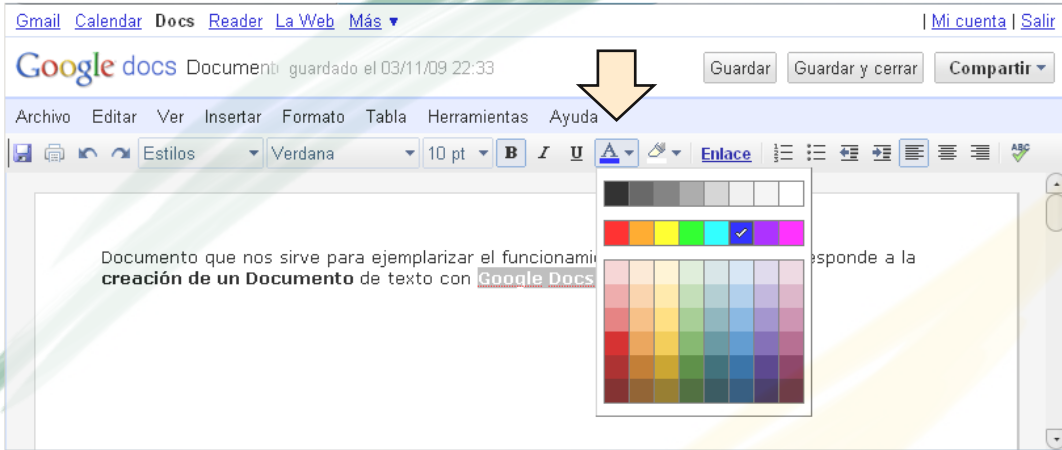 Gmail Calendar Docs Reader La Web Más ▼ | Mi cuenta | Salir
Google docs Documento guardado el 03/11/09 22:33 Guardar Guardar y cerrar Compartir
Archivo Editar Ver Insertar Formato Tabla Herramientas Ayuda
Estilos Verdana 10 pt B I U A Enlace ABC
Documento que nos sirve para ejemplarizar el esponde a la
creación de un Documento de texto con Google Docs